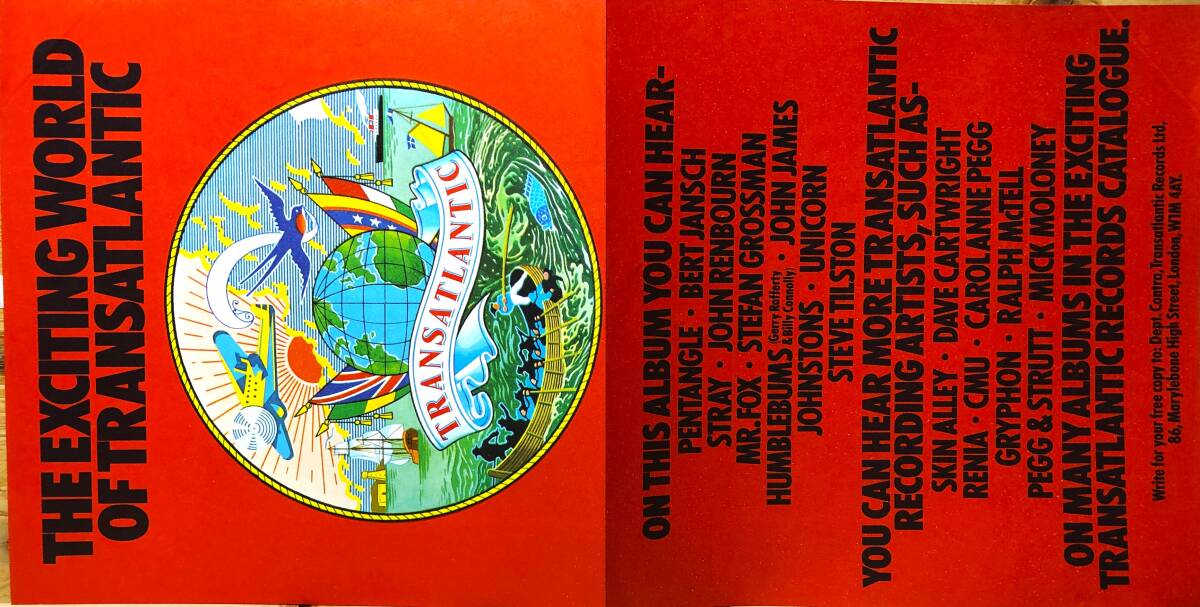 THE EXCITING WORLD
OF TRANSATLANTIC
TRANSATLANTIC
ON THIS ALBUM YOU CAN HEAR-
PENTANGLE · BERT JANSCH
STRAY · JOHN RENBOURN
MR. FOX · STEFAN GROSSMAN
HUMBLEBUMS (Gerry Rafferty & Billy Connolly) · JOHN JAMES
JOHNSTONS · UNICORN
STEVE TILSTON
YOU CAN HEAR MORE TRANSATLANTIC
RECORDING ARTISTS, SUCH AS-
SKIN ALLEY · DAVE CARTWRIGHT
RENIA · CMU · CAROLANNE PEGG
GRYPHON · RALPH McTELL
PEGG & STRUTT · MICK MOLONEY
ON MANY ALBUMS IN THE EXCITING
TRANSATLANTIC RECORDS CATALOGUE.
Write for your free copy to: Dept. Contra, Transatlantic Records Ltd,
86, Marylebone High Street, London, W1M 4AY.